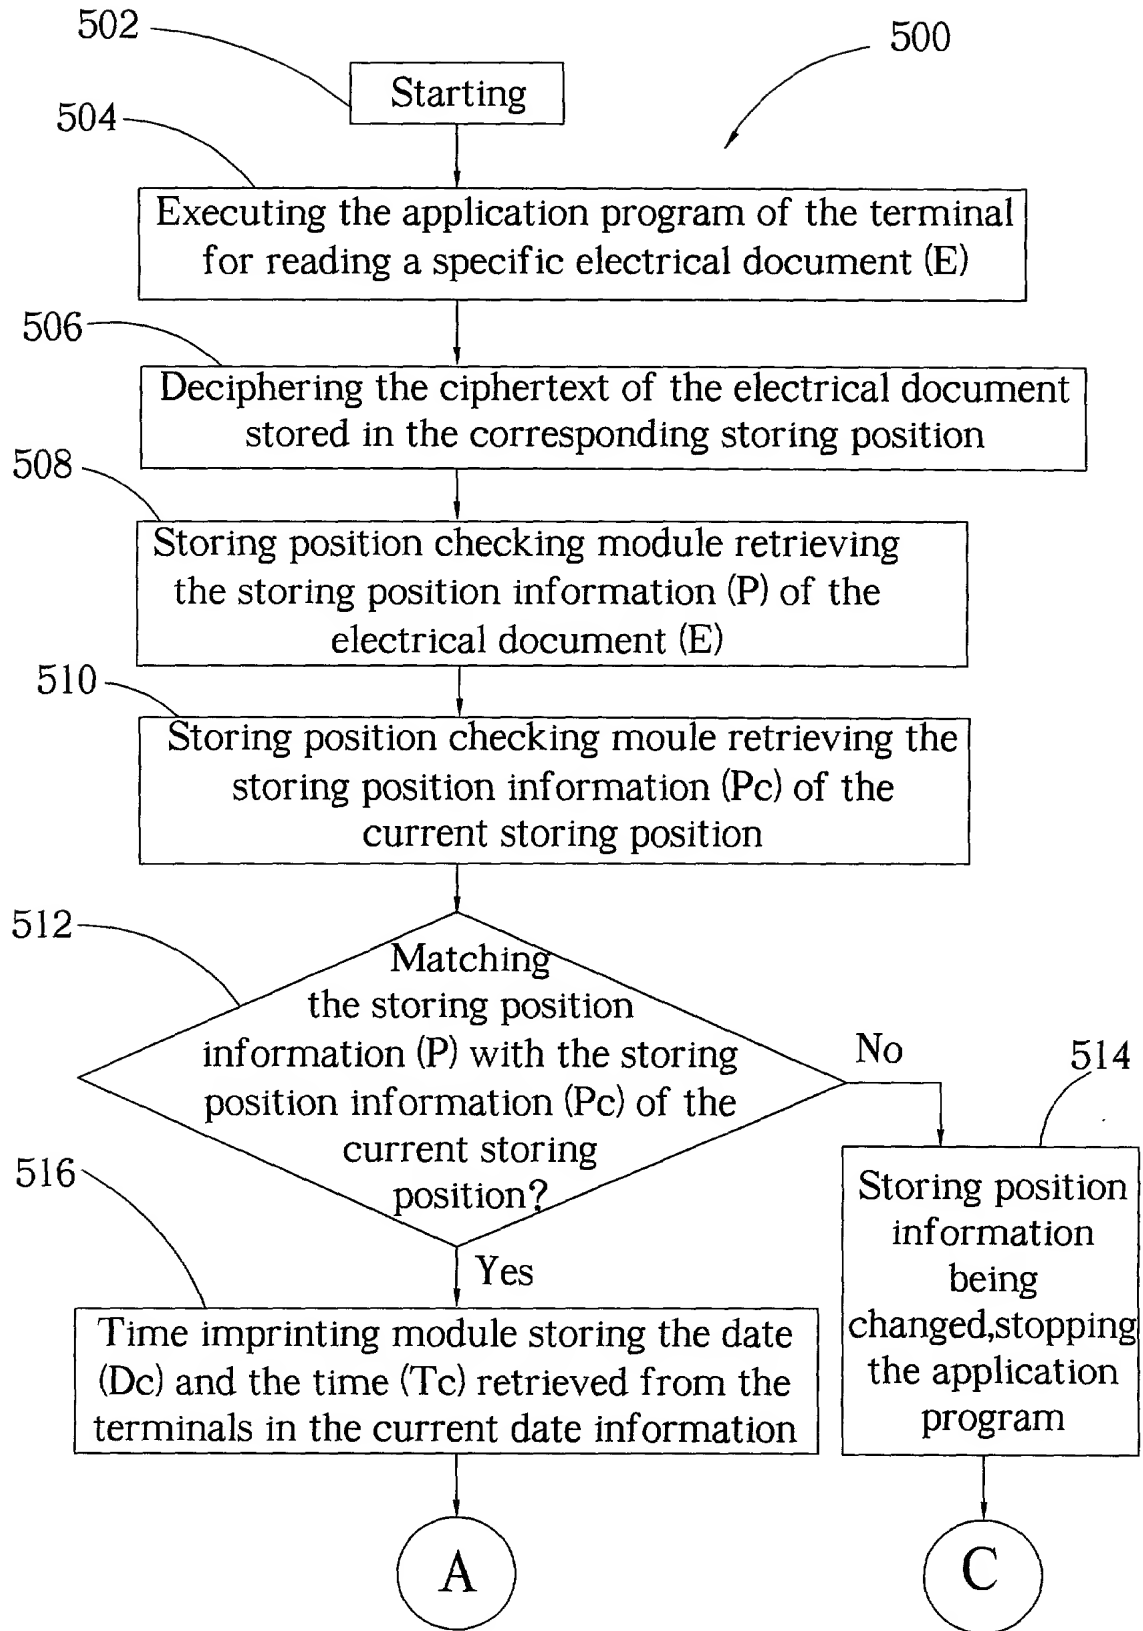 502
500
Starting
504
Executing the application program of the terminal
for reading a specific electrical document (E)
506
Deciphering the ciphertext of the electrical document
stored in the corresponding storing position
508
Storing position checking module retrieving
the storing position information (P) of the
electrical document (E)
510
Storing position checking moule retrieving the
storing position information (Pc) of the
current storing position
512
Matching
the storing position
information (P) with the storing
position information (Pc) of the
current storing
position?
No
514
Storing position
information
being
changed,stopping
the application
program
516
Yes
Time imprinting module storing the date
(Dc) and the time (Tc) retrieved from the
terminals in the current date information
A
C